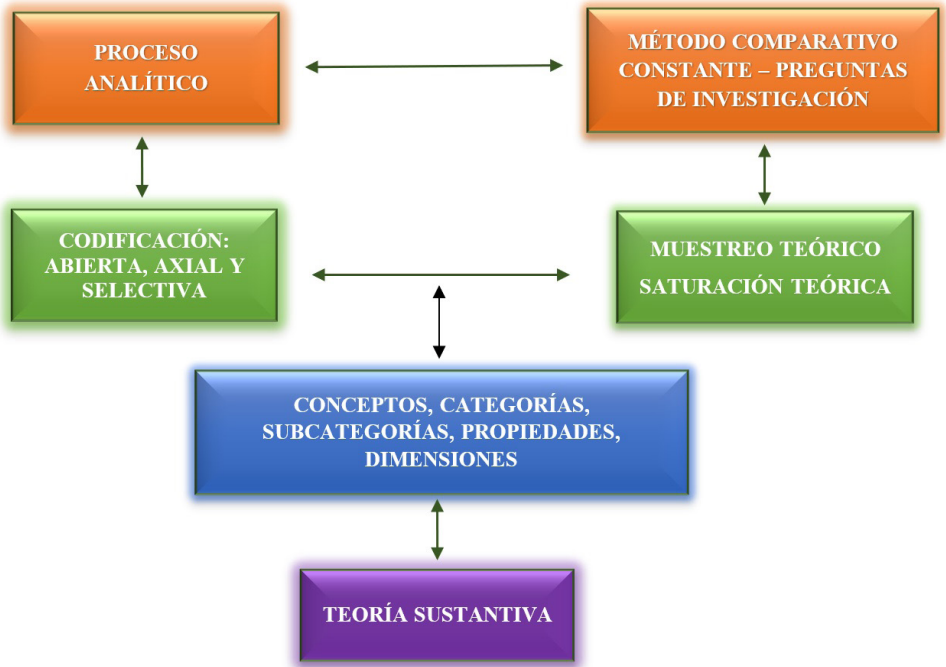 PROCESO
ANALÍTICO
MÉTODO COMPARATIVO
CONSTANTE – PREGUNTAS
DE INVESTIGACIÓN
CODIFICACIÓN:
ABIERTA, AXIAL Y
SELECTIVA
MUESTREO TEÓRICO
SATURACIÓN TEÓRICA
CONCEPTOS, CATEGORÍAS,
SUBCATEGORÍAS, PROPIEDADES,
DIMENSIONES
TEORÍA SUSTANTIVA